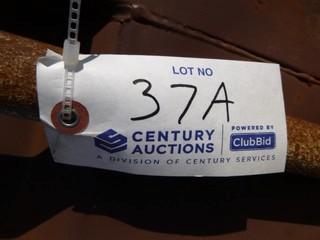 LOT NO
37A
CENTURY AUCTIONS
POWERED BY
ClubBid
A DIVISION OF CENTURY SERVICES